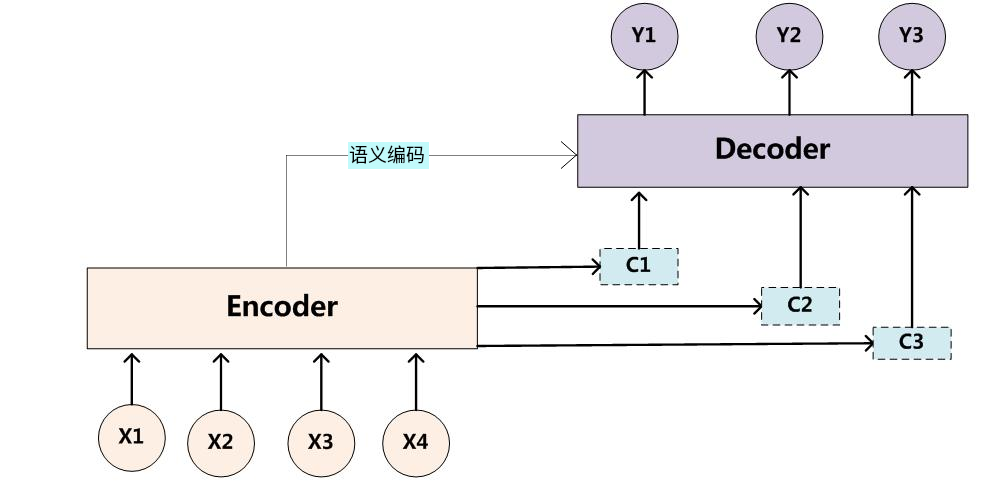 Y1 Y2 Y3
Decoder
语义编码
C1
Encoder
C2
C3
X1 X2 X3 X4